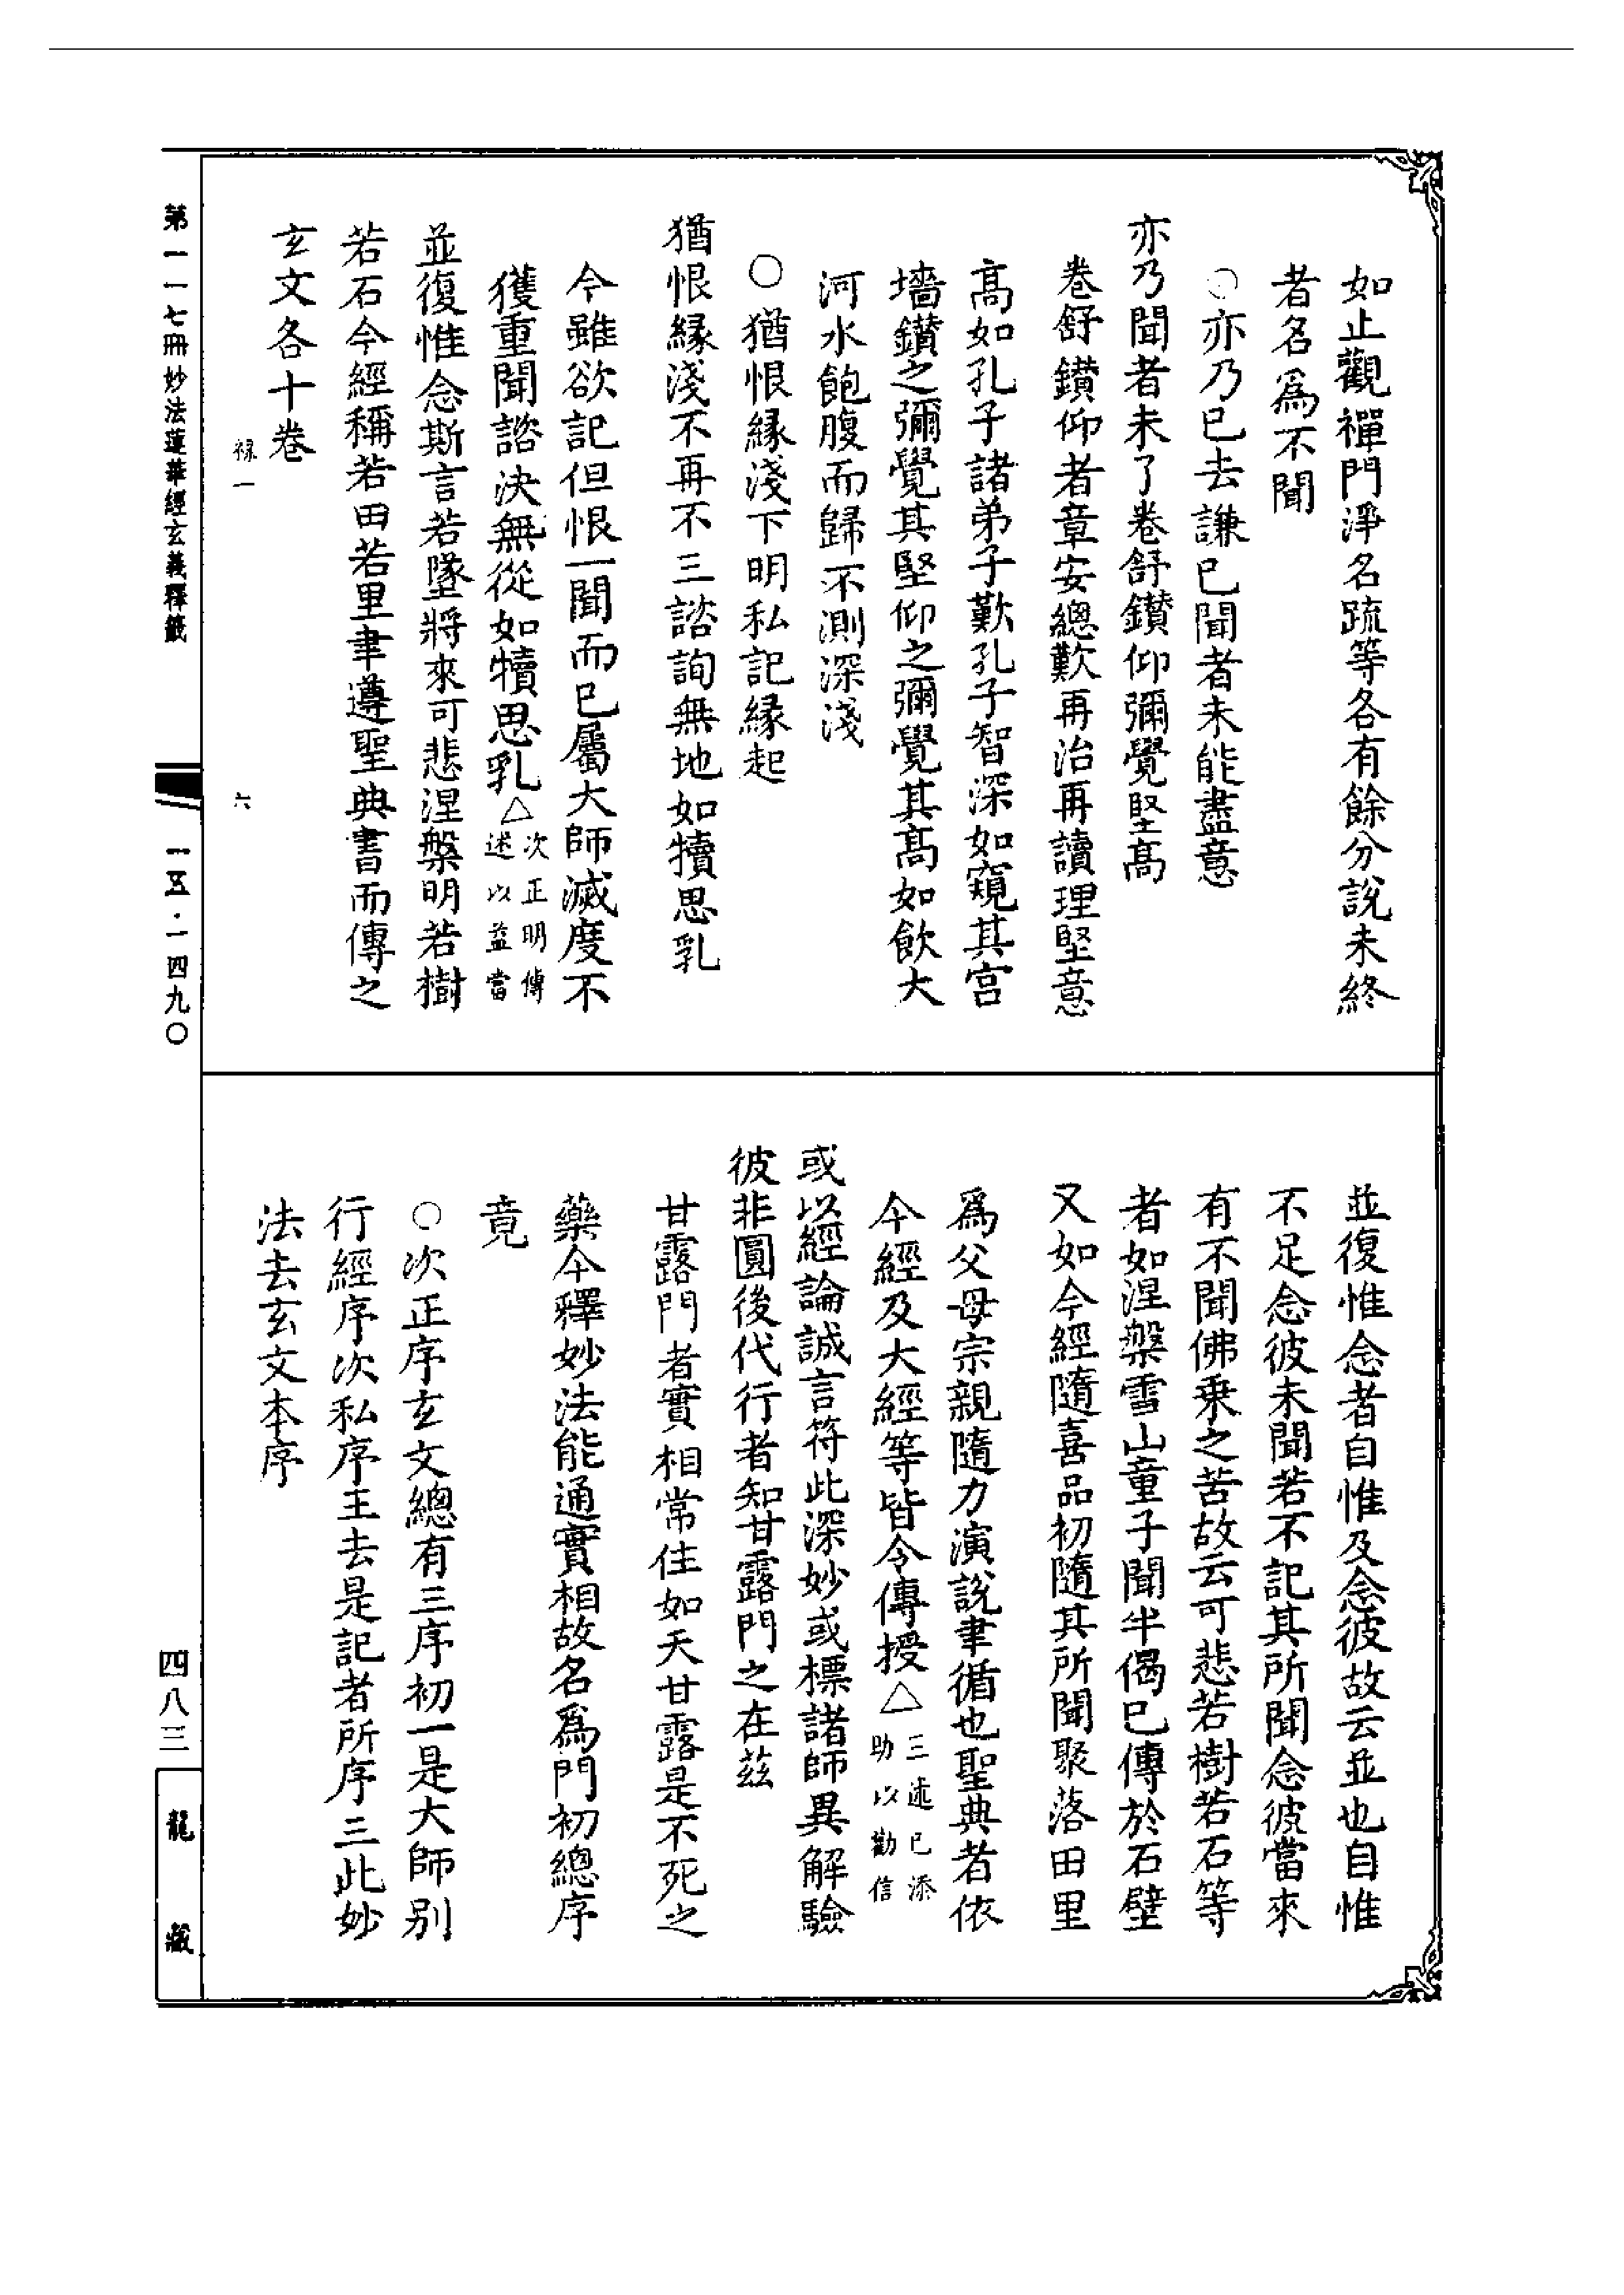 如止觀禪門淨名疏等各有餘分說未終
者名爲不聞
○亦乃已去謙已聞者未能盡意
亦乃聞者未了卷舒鑚仰彌覺堅高
卷舒鑚仰者章安總歎再治再讀理堅意
高如孔子諸弟子歎孔子智深如窺其宮
墻鑽之彌覺其堅仰之彌覺其高如飲大
河水飽腹而歸不測深淺
○猶恨緣淺下明私記緣起
猶恨緣淺不再不三諮詢無地如犢思乳
今雖欲記但恨一聞而已屬大師滅度不
獲重聞諮決無從如犢思乳△次正明傳述以益當
並復惟念斯言若墜將來可悲涅槃明若樹
若石今經稱若田若里聿遵聖典書而傳之
玄文各十卷
祿一 六
第一一七冊 妙法蓮華經玄義釋籤 一五·一四九〇
並復惟念者自惟及念彼故云並也自惟
不足念彼未聞若不記其所聞念彼當來
有不聞佛乘之苦故云可悲若樹若石等
者如涅槃雪山童子聞半偈已傳於石壁
又如今經隨喜品初隨其所聞聚落田里
爲父母宗親隨力演說聿循也聖典者依
今經及大經等皆令傳授△三述已添助以勸信
或以經論誠言符此深妙或標諸師異解驗
彼非圓後代行者知甘露門之在茲
甘露門者實相常住如天甘露是不死之
藥今釋妙法能通實相故名爲門初總序
竟
○次正序玄文總有三序初一是大師別
行經序次私序王去是記者所序三此妙
法去玄文本序
四八三
龍藏